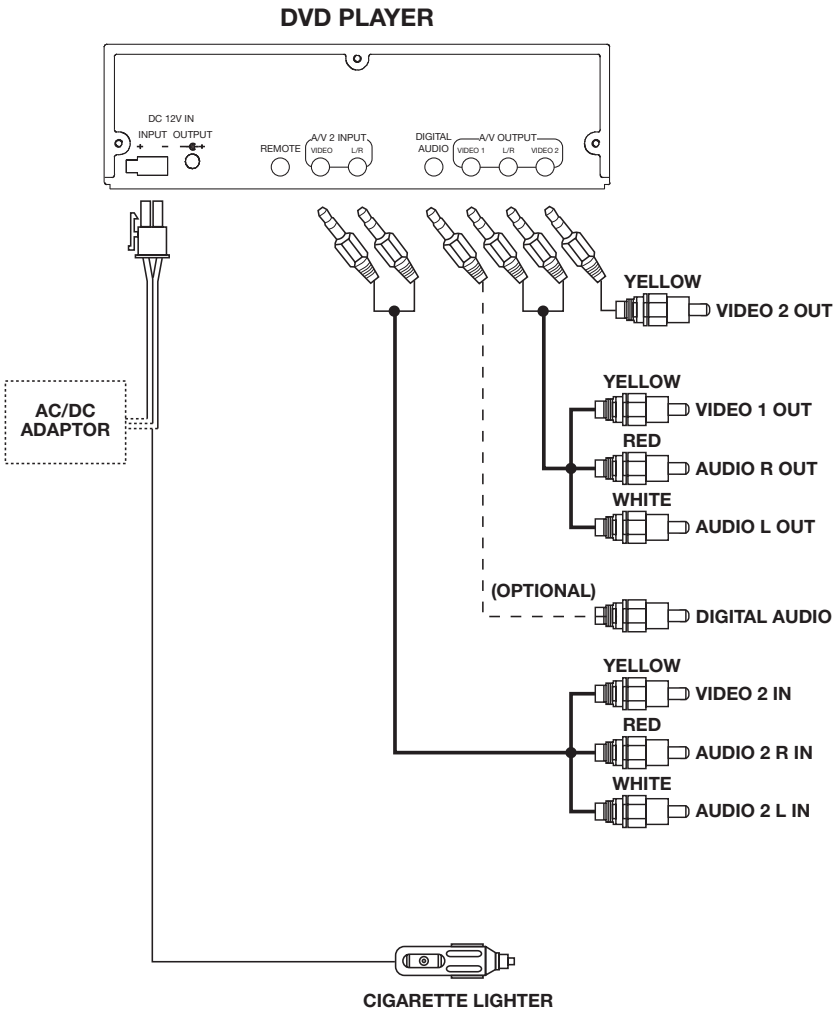 DVD PLAYER
DC 12V IN
INPUT OUTPUT
+ - +
REMOTE
A/V 2 INPUT
VIDEO L/R
DIGITAL
AUDIO
A/V OUTPUT
VIDEO 1 L/R VIDEO 2
YELLOW
VIDEO 2 OUT
YELLOW
VIDEO 1 OUT
RED
AUDIO R OUT
WHITE
AUDIO L OUT
AC/DC
ADAPTOR
(OPTIONAL)
DIGITAL AUDIO
YELLOW
VIDEO 2 IN
RED
AUDIO 2 R IN
WHITE
AUDIO 2 L IN
CIGARETTE LIGHTER